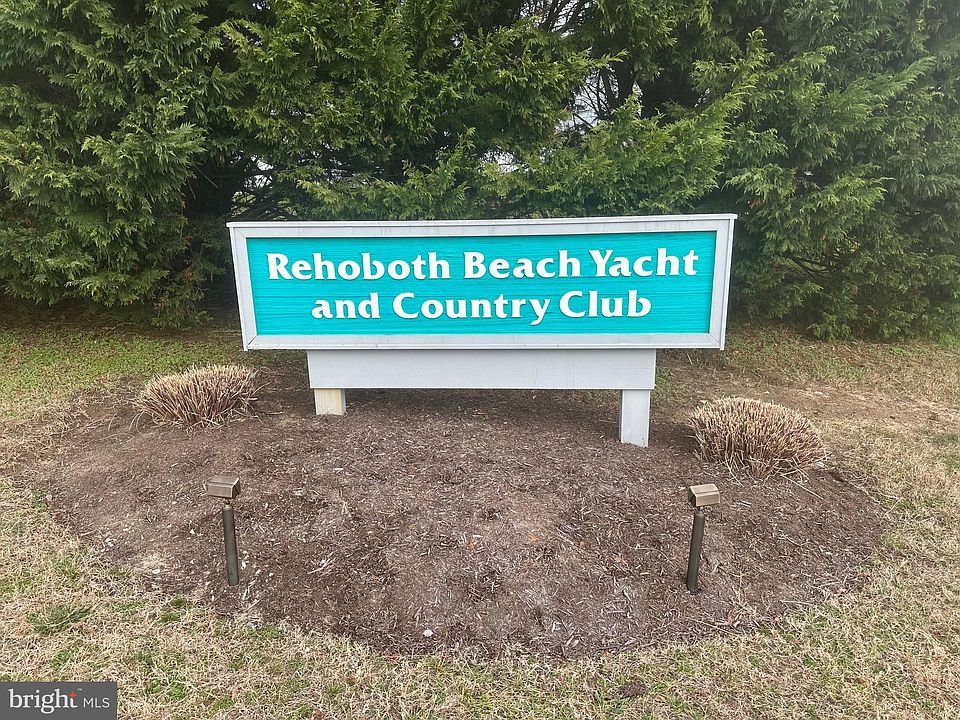 Rehoboth Beach Yacht
and Country Club
bright MLS